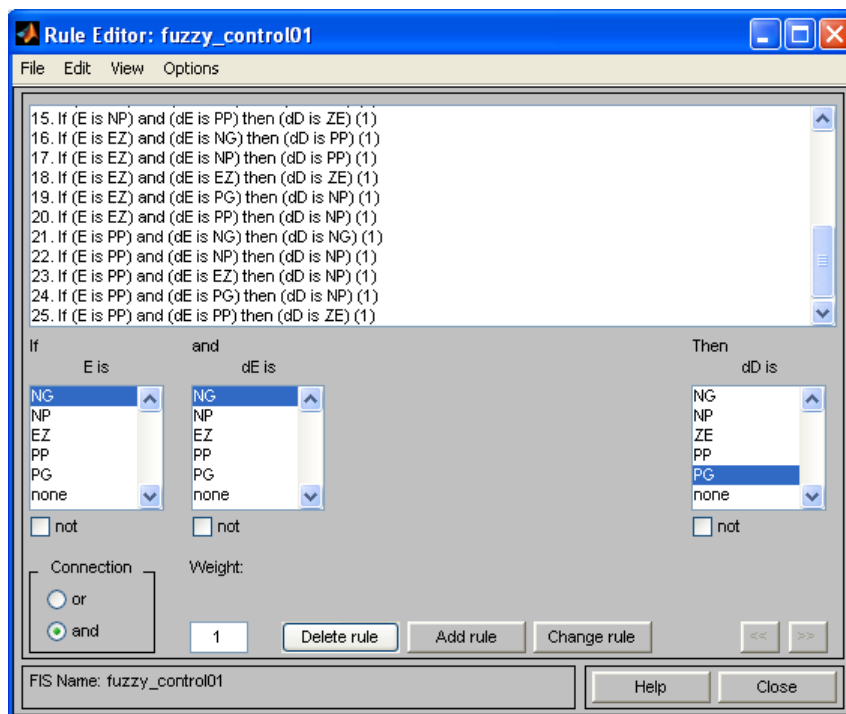 Rule Editor: fuzzy_control01
File Edit View Options
15. If (E is NP) and (dE is PP) then (dD is ZE) (1)
16. If (E is EZ) and (dE is NG) then (dD is PP) (1)
17. If (E is EZ) and (dE is NP) then (dD is PP) (1)
18. If (E is EZ) and (dE is EZ) then (dD is ZE) (1)
19. If (E is EZ) and (dE is PG) then (dD is NP) (1)
20. If (E is EZ) and (dE is PP) then (dD is NP) (1)
21. If (E is PP) and (dE is NG) then (dD is NG) (1)
22. If (E is PP) and (dE is NP) then (dD is NP) (1)
23. If (E is PP) and (dE is EZ) then (dD is NP) (1)
24. If (E is PP) and (dE is PG) then (dD is NP) (1)
25. If (E is PP) and (dE is PP) then (dD is ZE) (1)
If and Then
E is dE is dD is
NG NG NG
NP NP NP
EZ EZ ZE
PP PP PP
PG PG PG
none none none
not not not
Connection Weight:
or
and 1 Delete rule Add rule Change rule << >>
FIS Name: fuzzy_control01 Help Close